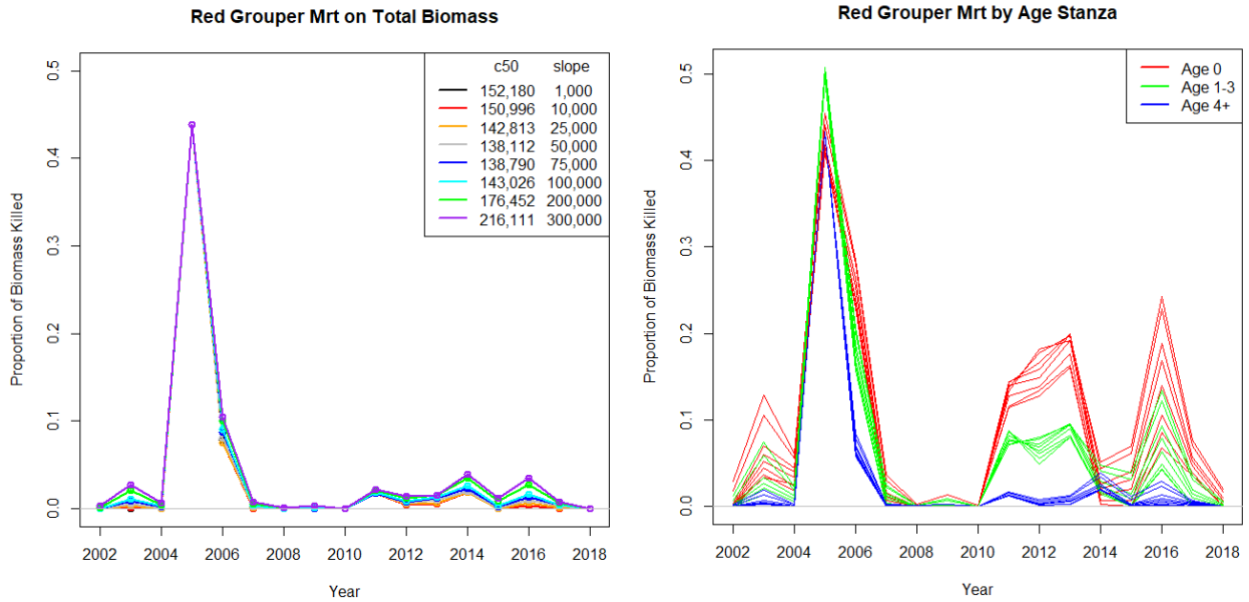 Red Grouper Mrt on Total Biomass
Proportion of Biomass Killed
0.5
0.4
0.3
0.2
0.1
0.0
c50 slope
152,180 1,000
150,996 10,000
142,813 25,000
138,112 50,000
138,790 75,000
143,026 100,000
176,452 200,000
216,111 300,000
2002 2004 2006 2008 2010 2012 2014 2016 2018
Year
Red Grouper Mrt by Age Stanza
Proportion of Biomass Killed
0.5
0.4
0.3
0.2
0.1
0.0
Age 0
Age 1-3
Age 4+
2002 2004 2006 2008 2010 2012 2014 2016 2018
Year